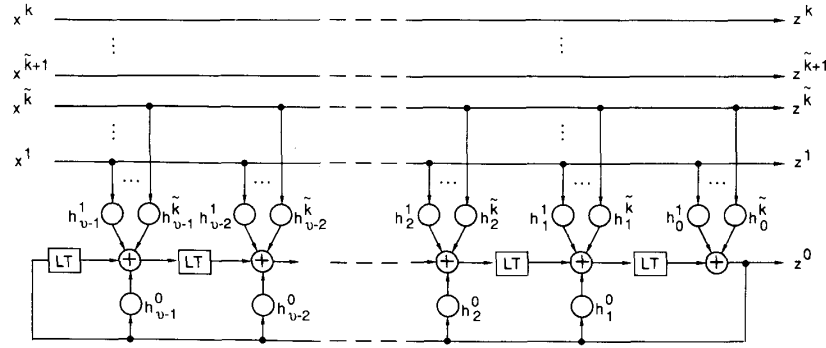 x^k z^k
x^{k̃+1} z^{k̃+1}
x^{k̃} z^{k̃}
x^1 z^1
h^1_{υ-1} h^{k̃}_{υ-1} h^1_{υ-2} h^{k̃}_{υ-2} h^1_2 h^{k̃}_2 h^1_1 h^{k̃}_1 h^1_0 h^{k̃}_0
LT + LT + + LT + LT + z^0
h^0_{υ-1} h^0_{υ-2} h^0_2 h^0_1